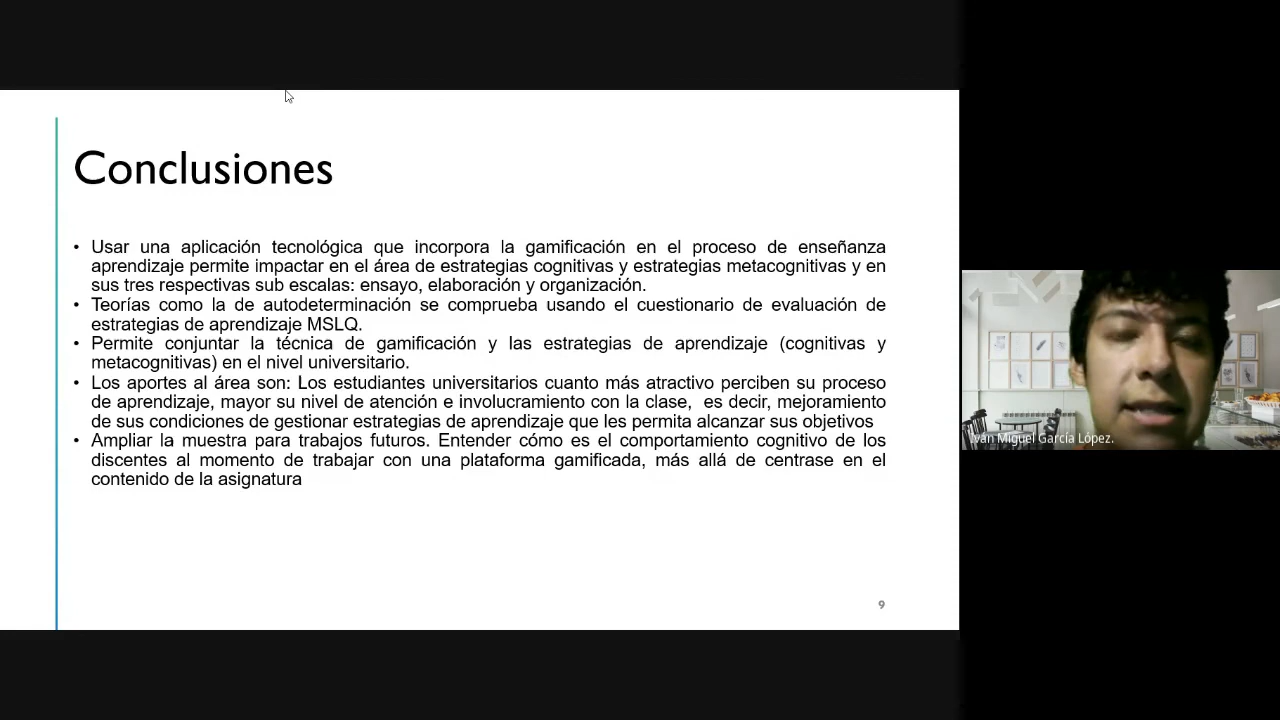 Conclusiones
• Usar una aplicación tecnológica que incorpora la gamificación en el proceso de enseñanza
aprendizaje permite impactar en el área de estrategias cognitivas y estrategias metacognitivas y en
sus tres respectivas sub escalas: ensayo, elaboración y organización.
• Teorías como la de autodeterminación se comprueba usando el cuestionario de evaluación de
estrategias de aprendizaje MSLQ.
• Permite conjuntar la técnica de gamificación y las estrategias de aprendizaje (cognitivas y
metacognitivas) en el nivel universitario.
• Los aportes al área son: Los estudiantes universitarios cuanto más atractivo perciben su proceso
de aprendizaje, mayor su nivel de atención e involucramiento con la clase, es decir, mejoramiento
de sus condiciones de gestionar estrategias de aprendizaje que les permita alcanzar sus objetivos
• Ampliar la muestra para trabajos futuros. Entender cómo es el comportamiento cognitivo de los
discentes al momento de trabajar con una plataforma gamificada, más allá de centrase en el
contenido de la asignatura
9
Iván Miguel García López.